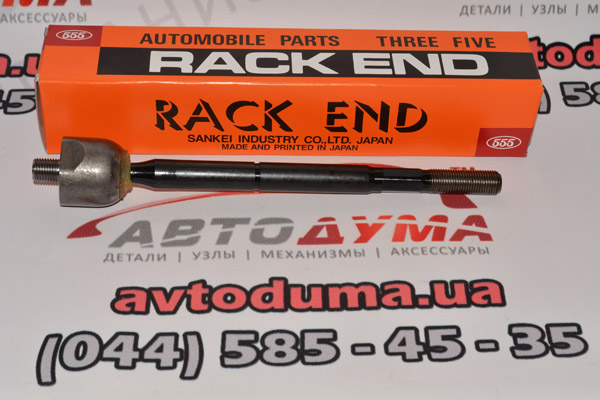 ДЕТАЛИ | УЗЛЫ | МЕХАНИЗМЫ
555
AUTOMOBILE PARTS THREE FIVE
RACK END
RACK END
SANKEI INDUSTRY CO., LTD. JAPAN
MADE AND PRINTED IN JAPAN
555
АВТОДУМА
ДЕТАЛИ | УЗЛЫ | МЕХАНИЗМЫ | АКСЕССУАРЫ
avtoduma.ua
(044) 585 - 45 - 35